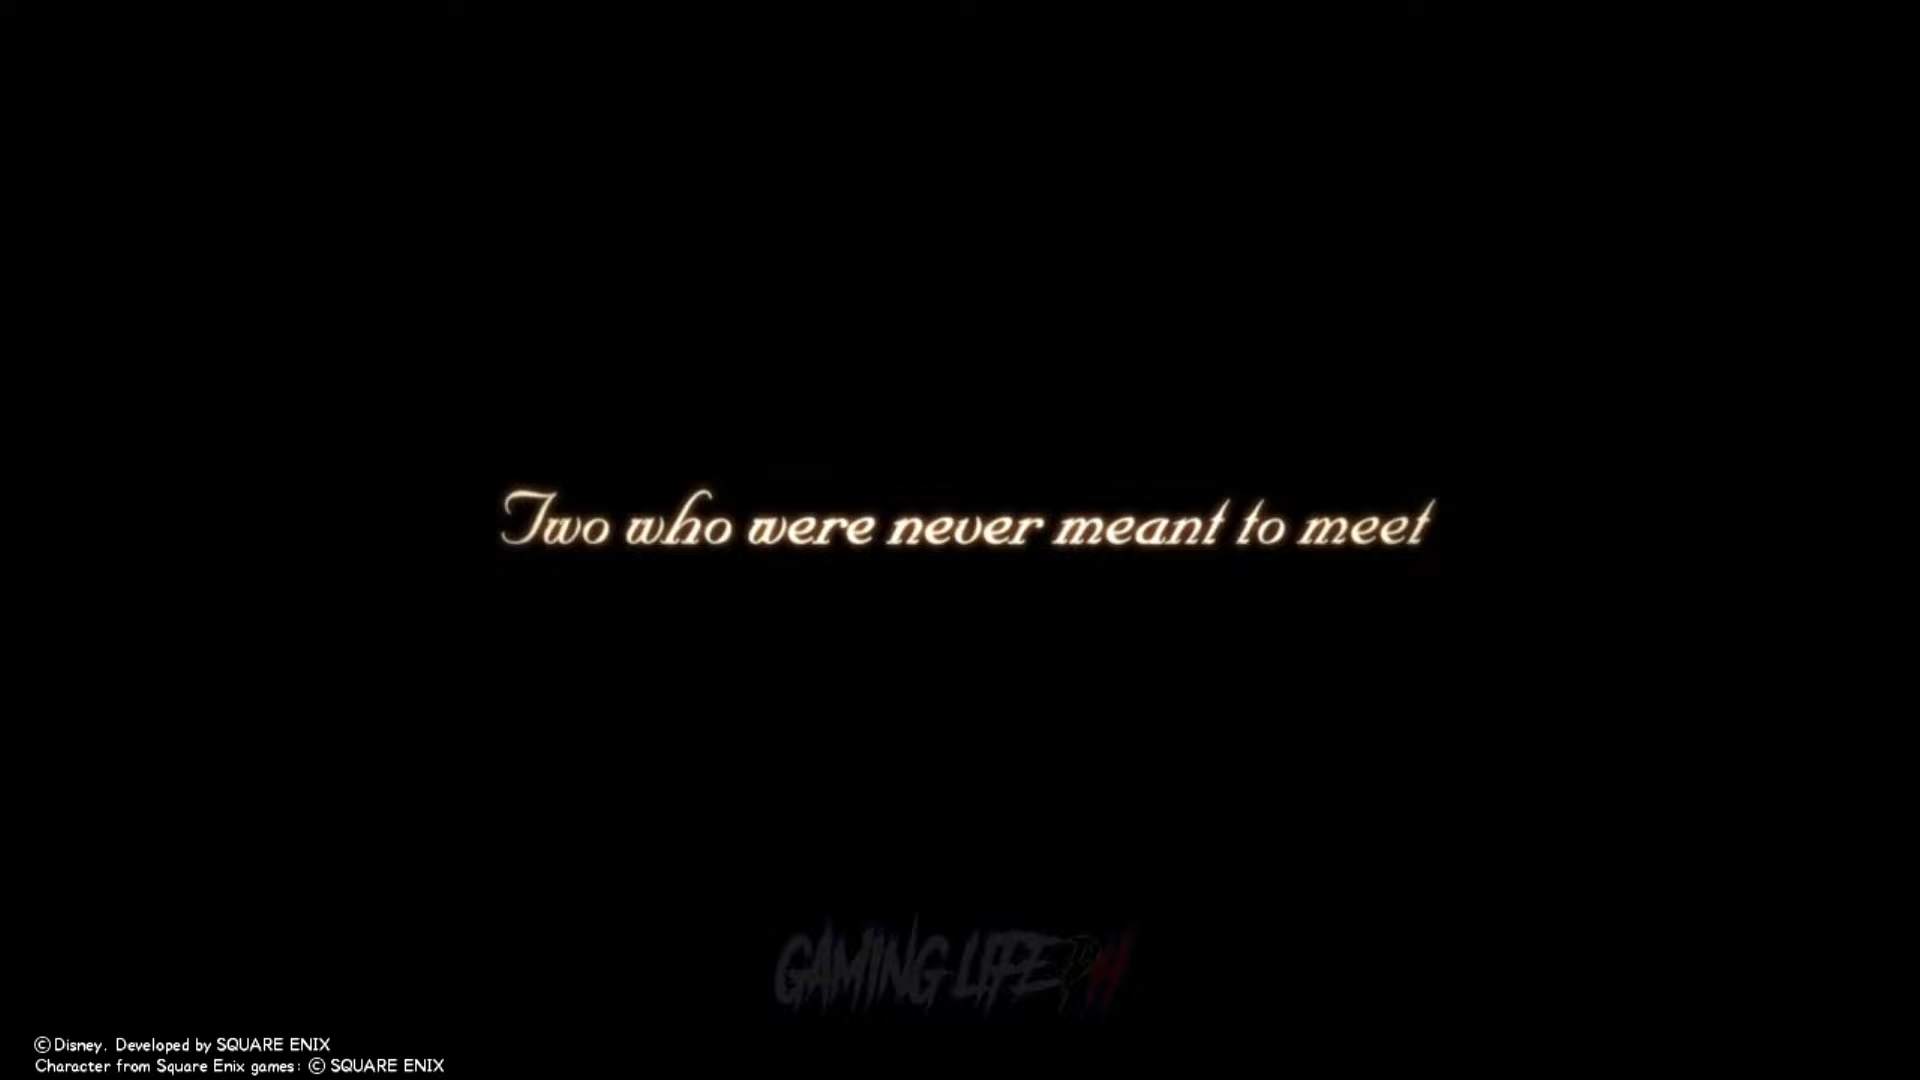 Two who were never meant to meet
GAMING LIFE PH
©Disney. Developed by SQUARE ENIX
Character from Square Enix games: © SQUARE ENIX